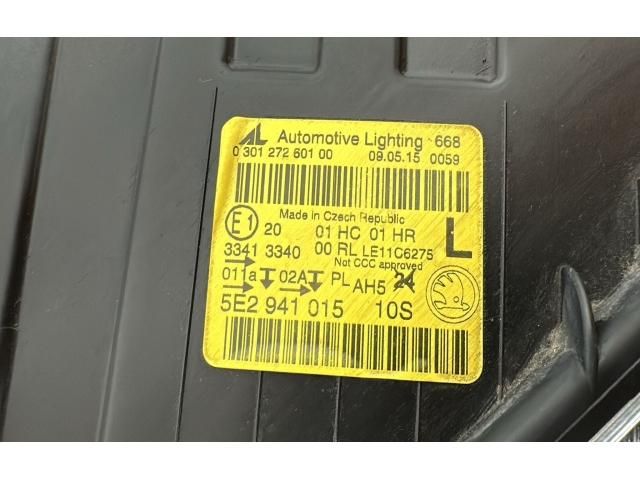 AL Automotive Lighting 668
0 301 272 601 00 09.05.15 0059
Made in Czech Republic
E1 20 01 HC 01 HR L
3341 3340 00 RL LE11C6275
Not CCC approved
011a 02A PL AH5 24
5E2 941 015 10S